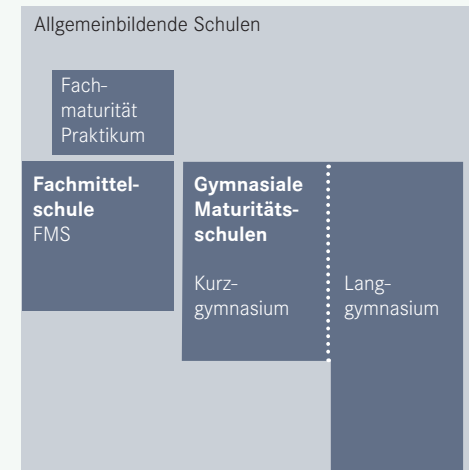 Allgemeinbildende Schulen
Fach-
maturität
Praktikum
Fachmittel-
schule
FMS
Gymnasiale
Maturitäts-
schulen
Kurz-
gymnasium
Lang-
gymnasium